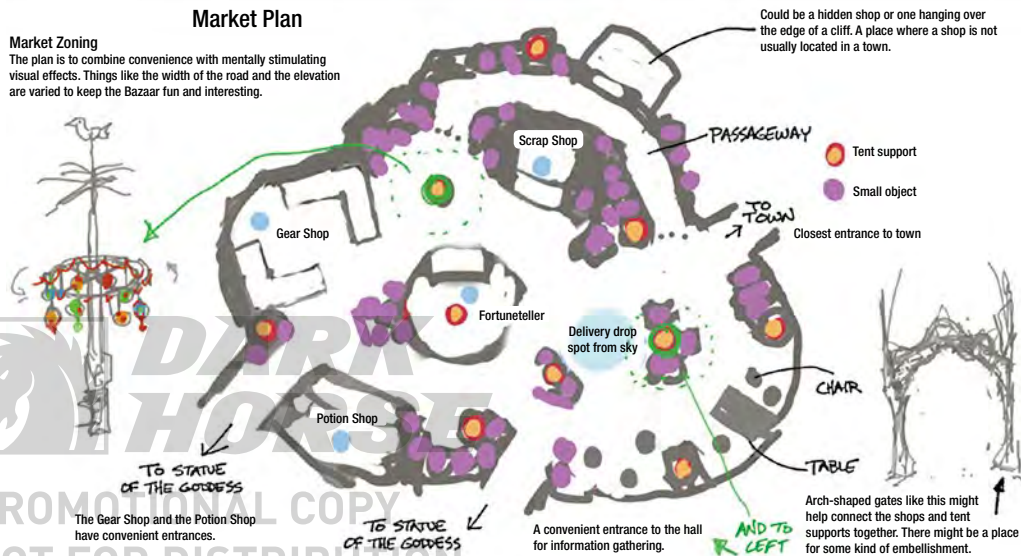 Market Plan
Market Zoning
The plan is to combine convenience with mentally stimulating
visual effects. Things like the width of the road and the elevation
are varied to keep the Bazaar fun and interesting.
Could be a hidden shop or one hanging over
the edge of a cliff. A place where a shop is not
usually located in a town.
Scrap Shop
PASSAGEWAY
Tent support
Small object
TO
TOWN
Closest entrance to town
Gear Shop
Fortuneteller
Delivery drop
spot from sky
DARK
HORSE
CHAIR
Potion Shop
TABLE
TO STATUE
OF THE GODDESS
PROMOTIONAL COPY
The Gear Shop and the Potion Shop
have convenient entrances.
TO STATUE
OF THE GODDESS
A convenient entrance to the hall
for information gathering.
AND TO
LEFT
Arch-shaped gates like this might
help connect the shops and tent
supports together. There might be a place
for some kind of embellishment.
NOT FOR DISTRIBUTION